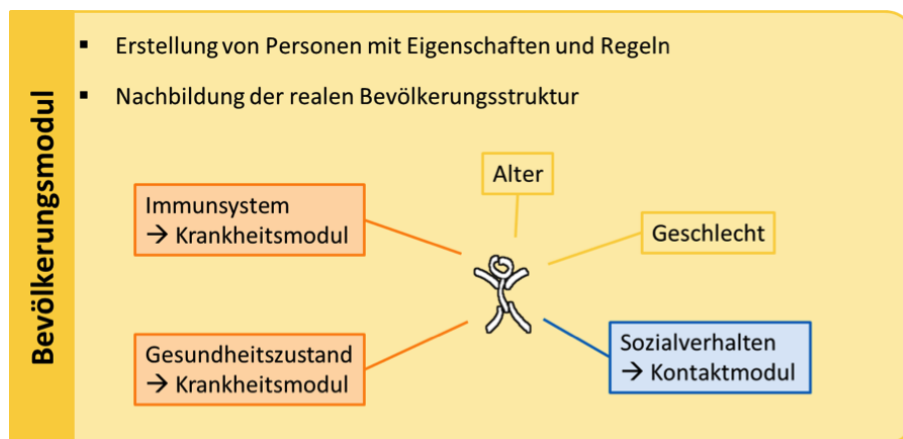 Bevölkerungsmodul
▪ Erstellung von Personen mit Eigenschaften und Regeln
▪ Nachbildung der realen Bevölkerungsstruktur
Alter
Immunsystem
→ Krankheitsmodul
Geschlecht
Gesundheitszustand
→ Krankheitsmodul
Sozialverhalten
→ Kontaktmodul